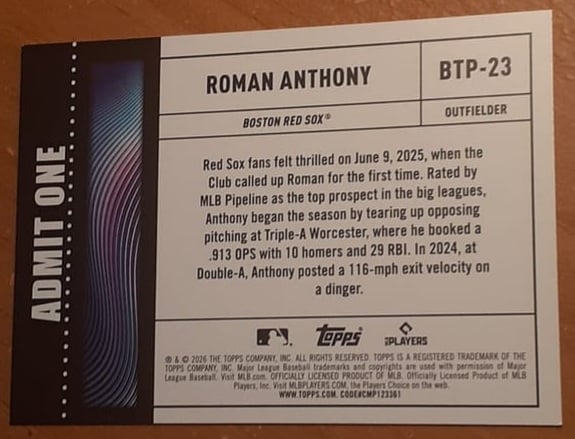 ADMIT ONE
ROMAN ANTHONY
BTP-23
BOSTON RED SOX®
OUTFIELDER
Red Sox fans felt thrilled on June 9, 2025, when the
Club called up Roman for the first time. Rated by
MLB Pipeline as the top prospect in the big leagues,
Anthony began the season by tearing up opposing
pitching at Triple-A Worcester, where he booked a
.913 OPS with 10 homers and 29 RBI. In 2024, at
Double-A, Anthony posted a 116-mph exit velocity on
a dinger.
topps
MLB PLAYERS
® & © 2026 THE TOPPS COMPANY, INC. ALL RIGHTS RESERVED. TOPPS IS A REGISTERED TRADEMARK OF THE
TOPPS COMPANY, INC. Major League Baseball trademarks and copyrights are used with permission of Major
League Baseball. Visit MLB.com. OFFICIALLY LICENSED PRODUCT OF MLB. Officially Licensed Product of MLB
Players, Inc. Visit MLBPLAYERS.COM, the Players Choice on the web.
WWW.TOPPS.COM. CODE#CMP123361